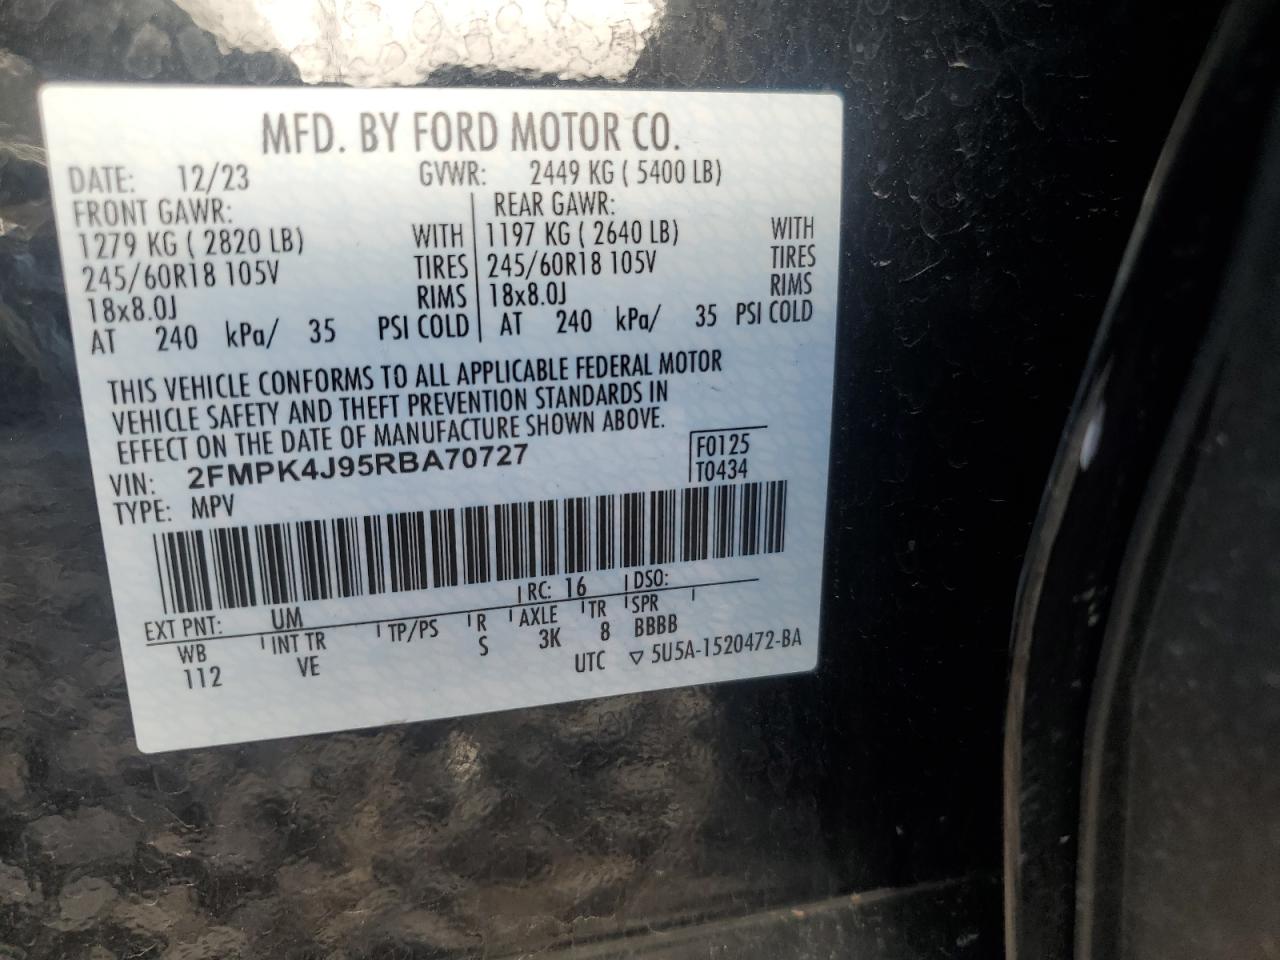 MFD. BY FORD MOTOR CO.
DATE: 12/23 GVWR: 2449 KG ( 5400 LB)
FRONT GAWR: REAR GAWR:
1279 KG ( 2820 LB) WITH 1197 KG ( 2640 LB) WITH
245/60R18 105V TIRES 245/60R18 105V TIRES
18x8.0J RIMS 18x8.0J RIMS
AT 240 kPa/ 35 PSI COLD AT 240 kPa/ 35 PSI COLD
THIS VEHICLE CONFORMS TO ALL APPLICABLE FEDERAL MOTOR
VEHICLE SAFETY AND THEFT PREVENTION STANDARDS IN
EFFECT ON THE DATE OF MANUFACTURE SHOWN ABOVE.
VIN: 2FMPK4J95RBA70727 F0125
TYPE: MPV T0434
EXT PNT: UM RC: 16 DSO:
WB INT TR TP/PS R AXLE TR SPR
112 VE S 3K 8 BBBB
UTC ▽ 5U5A-1520472-BA